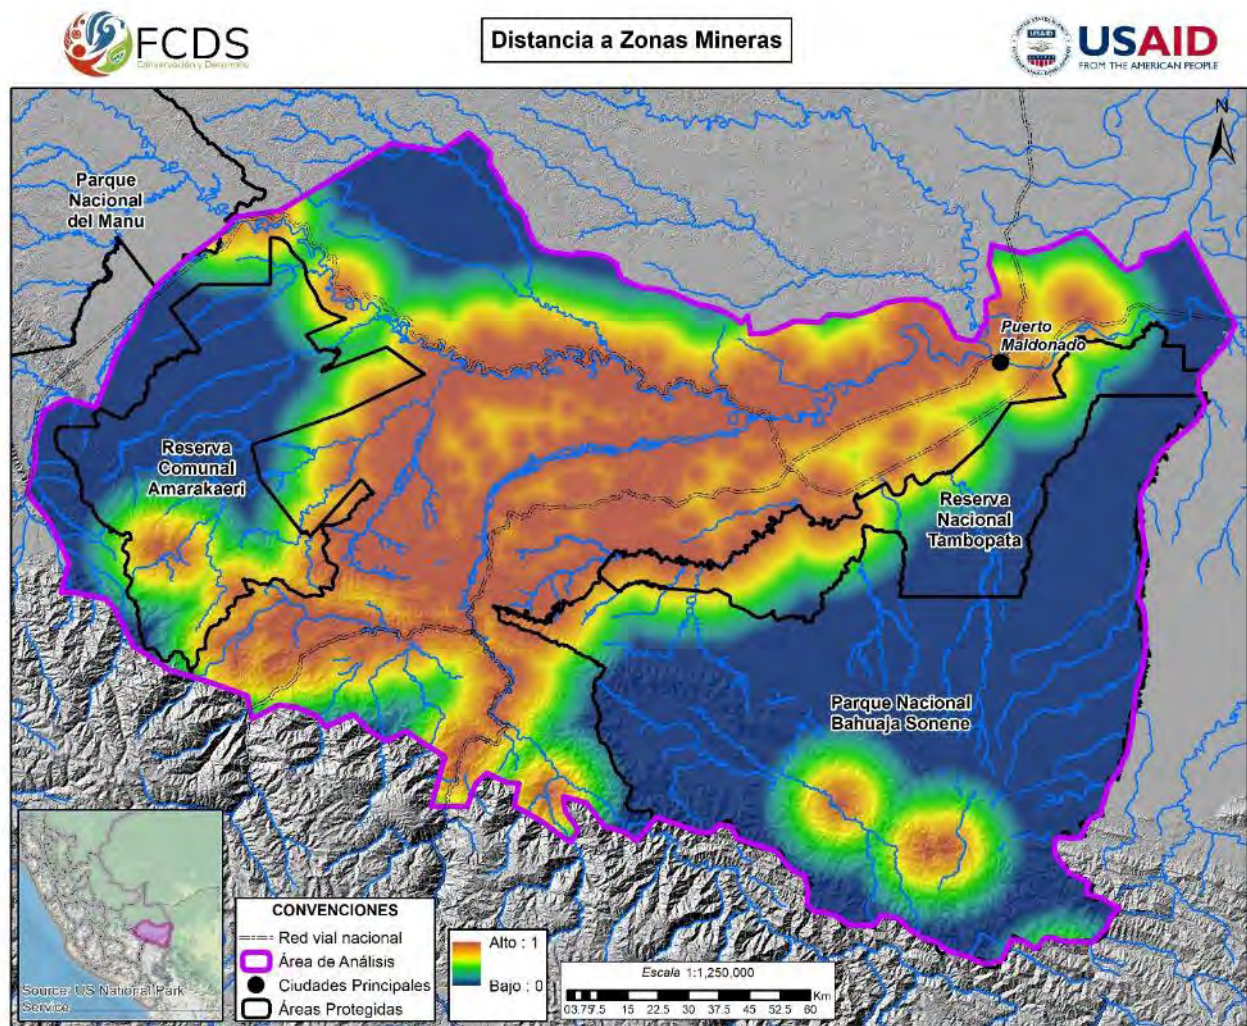 FCDS
Conservación y Desarrollo
Distancia a Zonas Mineras
USAID
FROM THE AMERICAN PEOPLE
N
Parque
Nacional
del Manu
Puerto
Maldonado
Reserva
Comunal
Amarakaeri
Reserva
Nacional
Tambopata
Parque Nacional
Bahuaja Sonene
Source: US National Park
Service
CONVENCIONES
Red vial nacional
Área de Análisis
Ciudades Principales
Áreas Protegidas
Alto : 1
Bajo : 0
Escala 1:1,250,000
Km
03.757.5 15 22.5 30 37.5 45 52.5 60